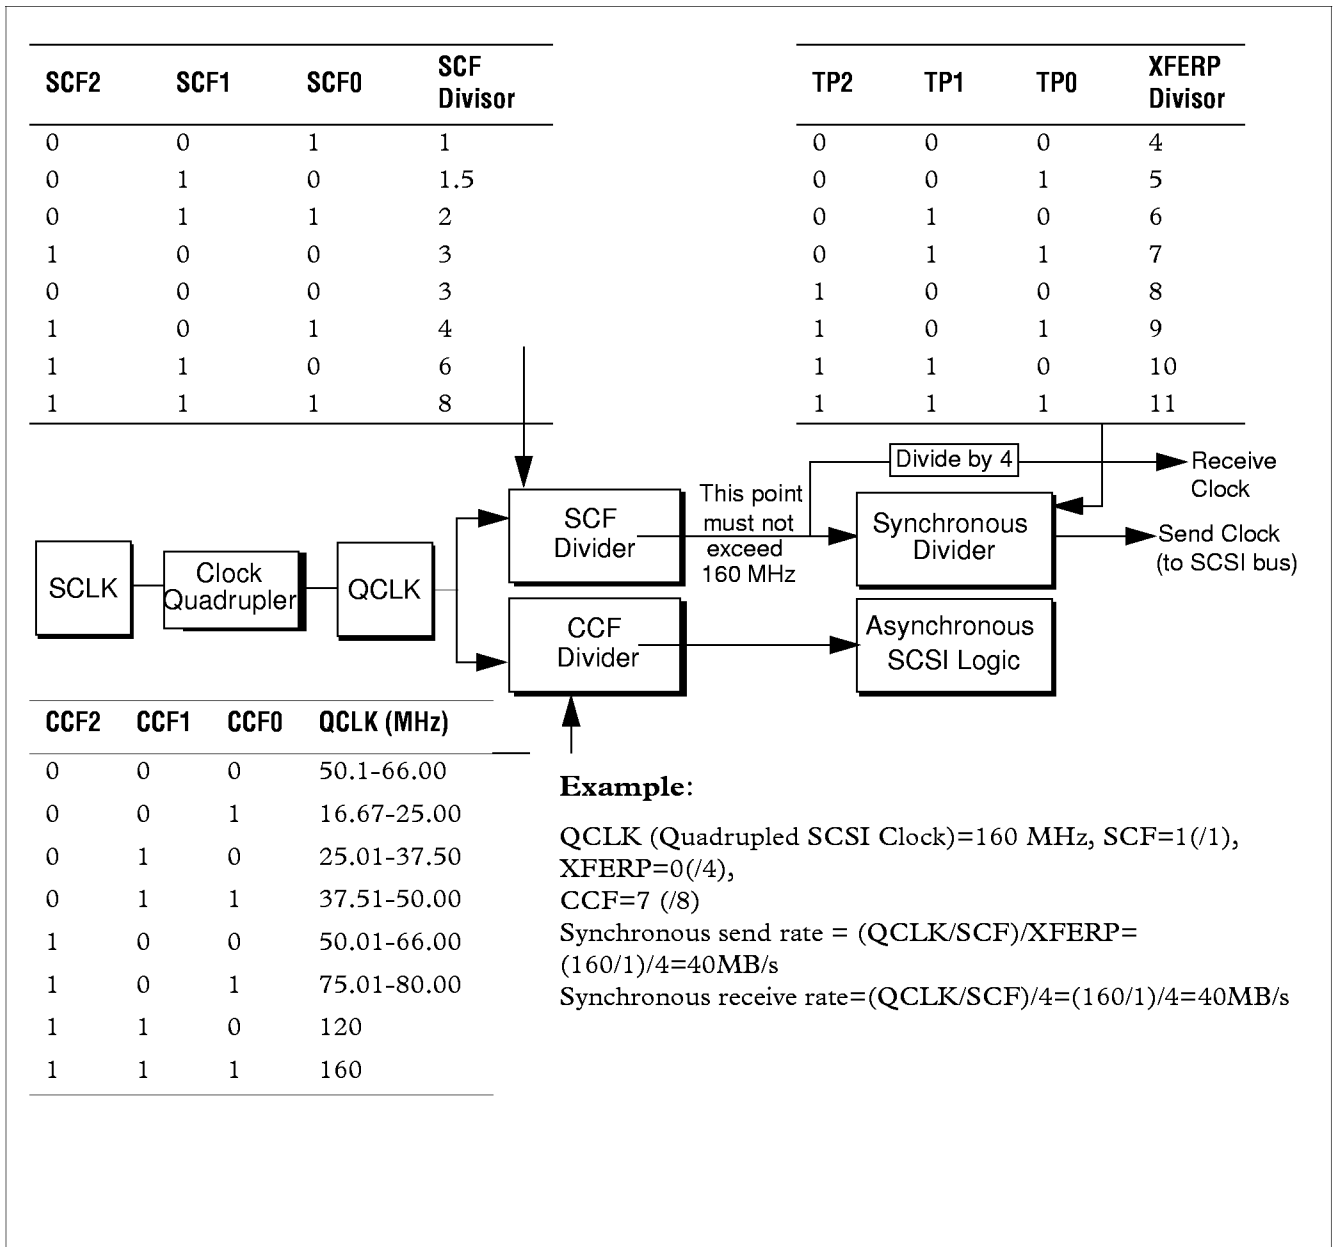 SCF2 SCF1 SCF0 SCF Divisor
0 0 1 1
0 1 0 1.5
0 1 1 2
1 0 0 3
0 0 0 3
1 0 1 4
1 1 0 6
1 1 1 8
TP2 TP1 TP0 XFERP Divisor
0 0 0 4
0 0 1 5
0 1 0 6
0 1 1 7
1 0 0 8
1 0 1 9
1 1 0 10
1 1 1 11
Divide by 4
Receive
Clock
SCLK
Clock
Quadrupler
QCLK
SCF
Divider
This point
must not
exceed
160 MHz
Synchronous
Divider
Send Clock
(to SCSI bus)
CCF
Divider
Asynchronous
SCSI Logic
CCF2 CCF1 CCF0 QCLK (MHz)
0 0 0 50.1-66.00
0 0 1 16.67-25.00
0 1 0 25.01-37.50
0 1 1 37.51-50.00
1 0 0 50.01-66.00
1 0 1 75.01-80.00
1 1 0 120
1 1 1 160
Example:
QCLK (Quadrupled SCSI Clock)=160 MHz, SCF=1(/1),
XFERP=0(/4),
CCF=7 (/8)
Synchronous send rate = (QCLK/SCF)/XFERP=
(160/1)/4=40MB/s
Synchronous receive rate=(QCLK/SCF)/4=(160/1)/4=40MB/s